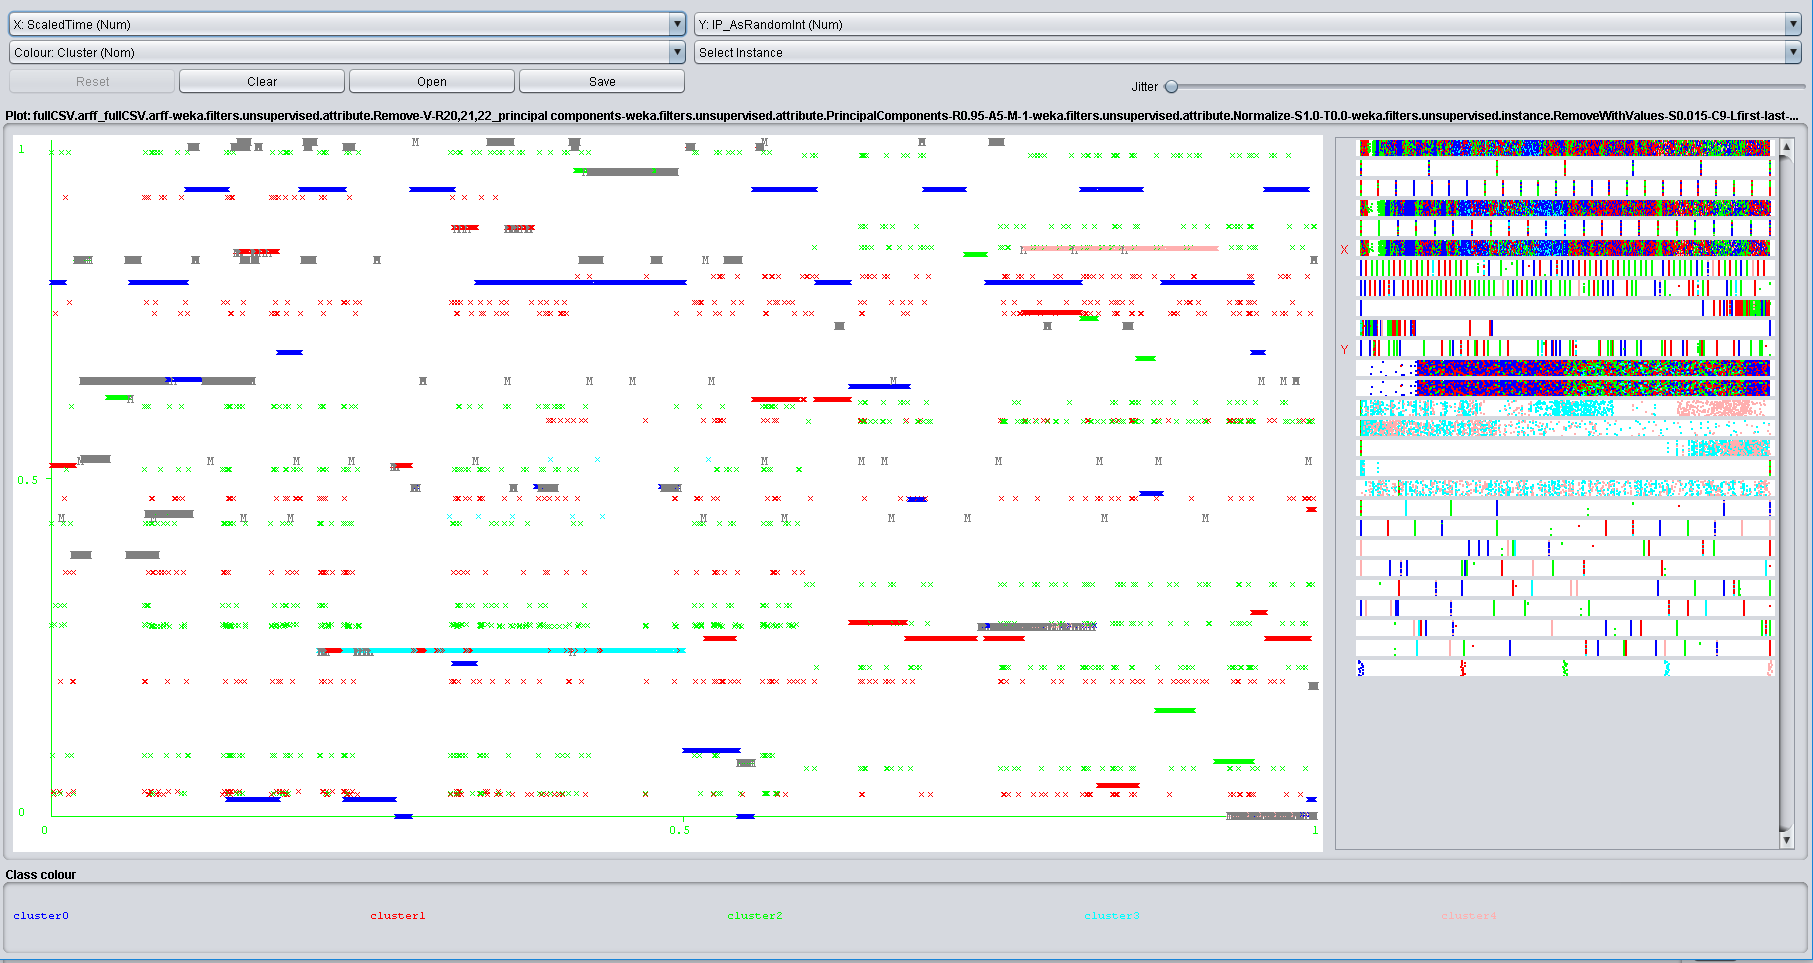 X: ScaledTime (Num)
Y: IP_AsRandomInt (Num)
Colour: Cluster (Nom)
Select Instance
Reset
Clear
Open
Save
Jitter
Plot: fullCSV.arff_fullCSV.arff-weka.filters.unsupervised.attribute.Remove-V-R20,21,22_principal components-weka.filters.unsupervised.attribute.PrincipalComponents-R0.95-A5-M-1-weka.filters.unsupervised.attribute.Normalize-S1.0-T0.0-weka.filters.unsupervised.instance.RemoveWithValues-S0.015-C9-Lfirst-last-...
1
0.5
0
0
0.5
1
X
Y
Class colour
cluster0
cluster1
cluster2
cluster3
cluster4